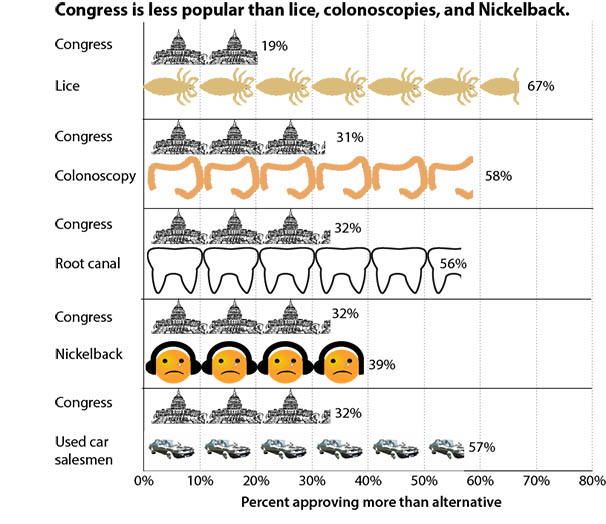 Congress is less popular than lice, colonoscopies, and Nickelback.
Congress 19%
Lice 67%
Congress 31%
Colonoscopy 58%
Congress 32%
Root canal 56%
Congress 32%
Nickelback 39%
Congress 32%
Used car
salesmen 57%
0% 10% 20% 30% 40% 50% 60% 70% 80%
Percent approving more than alternative